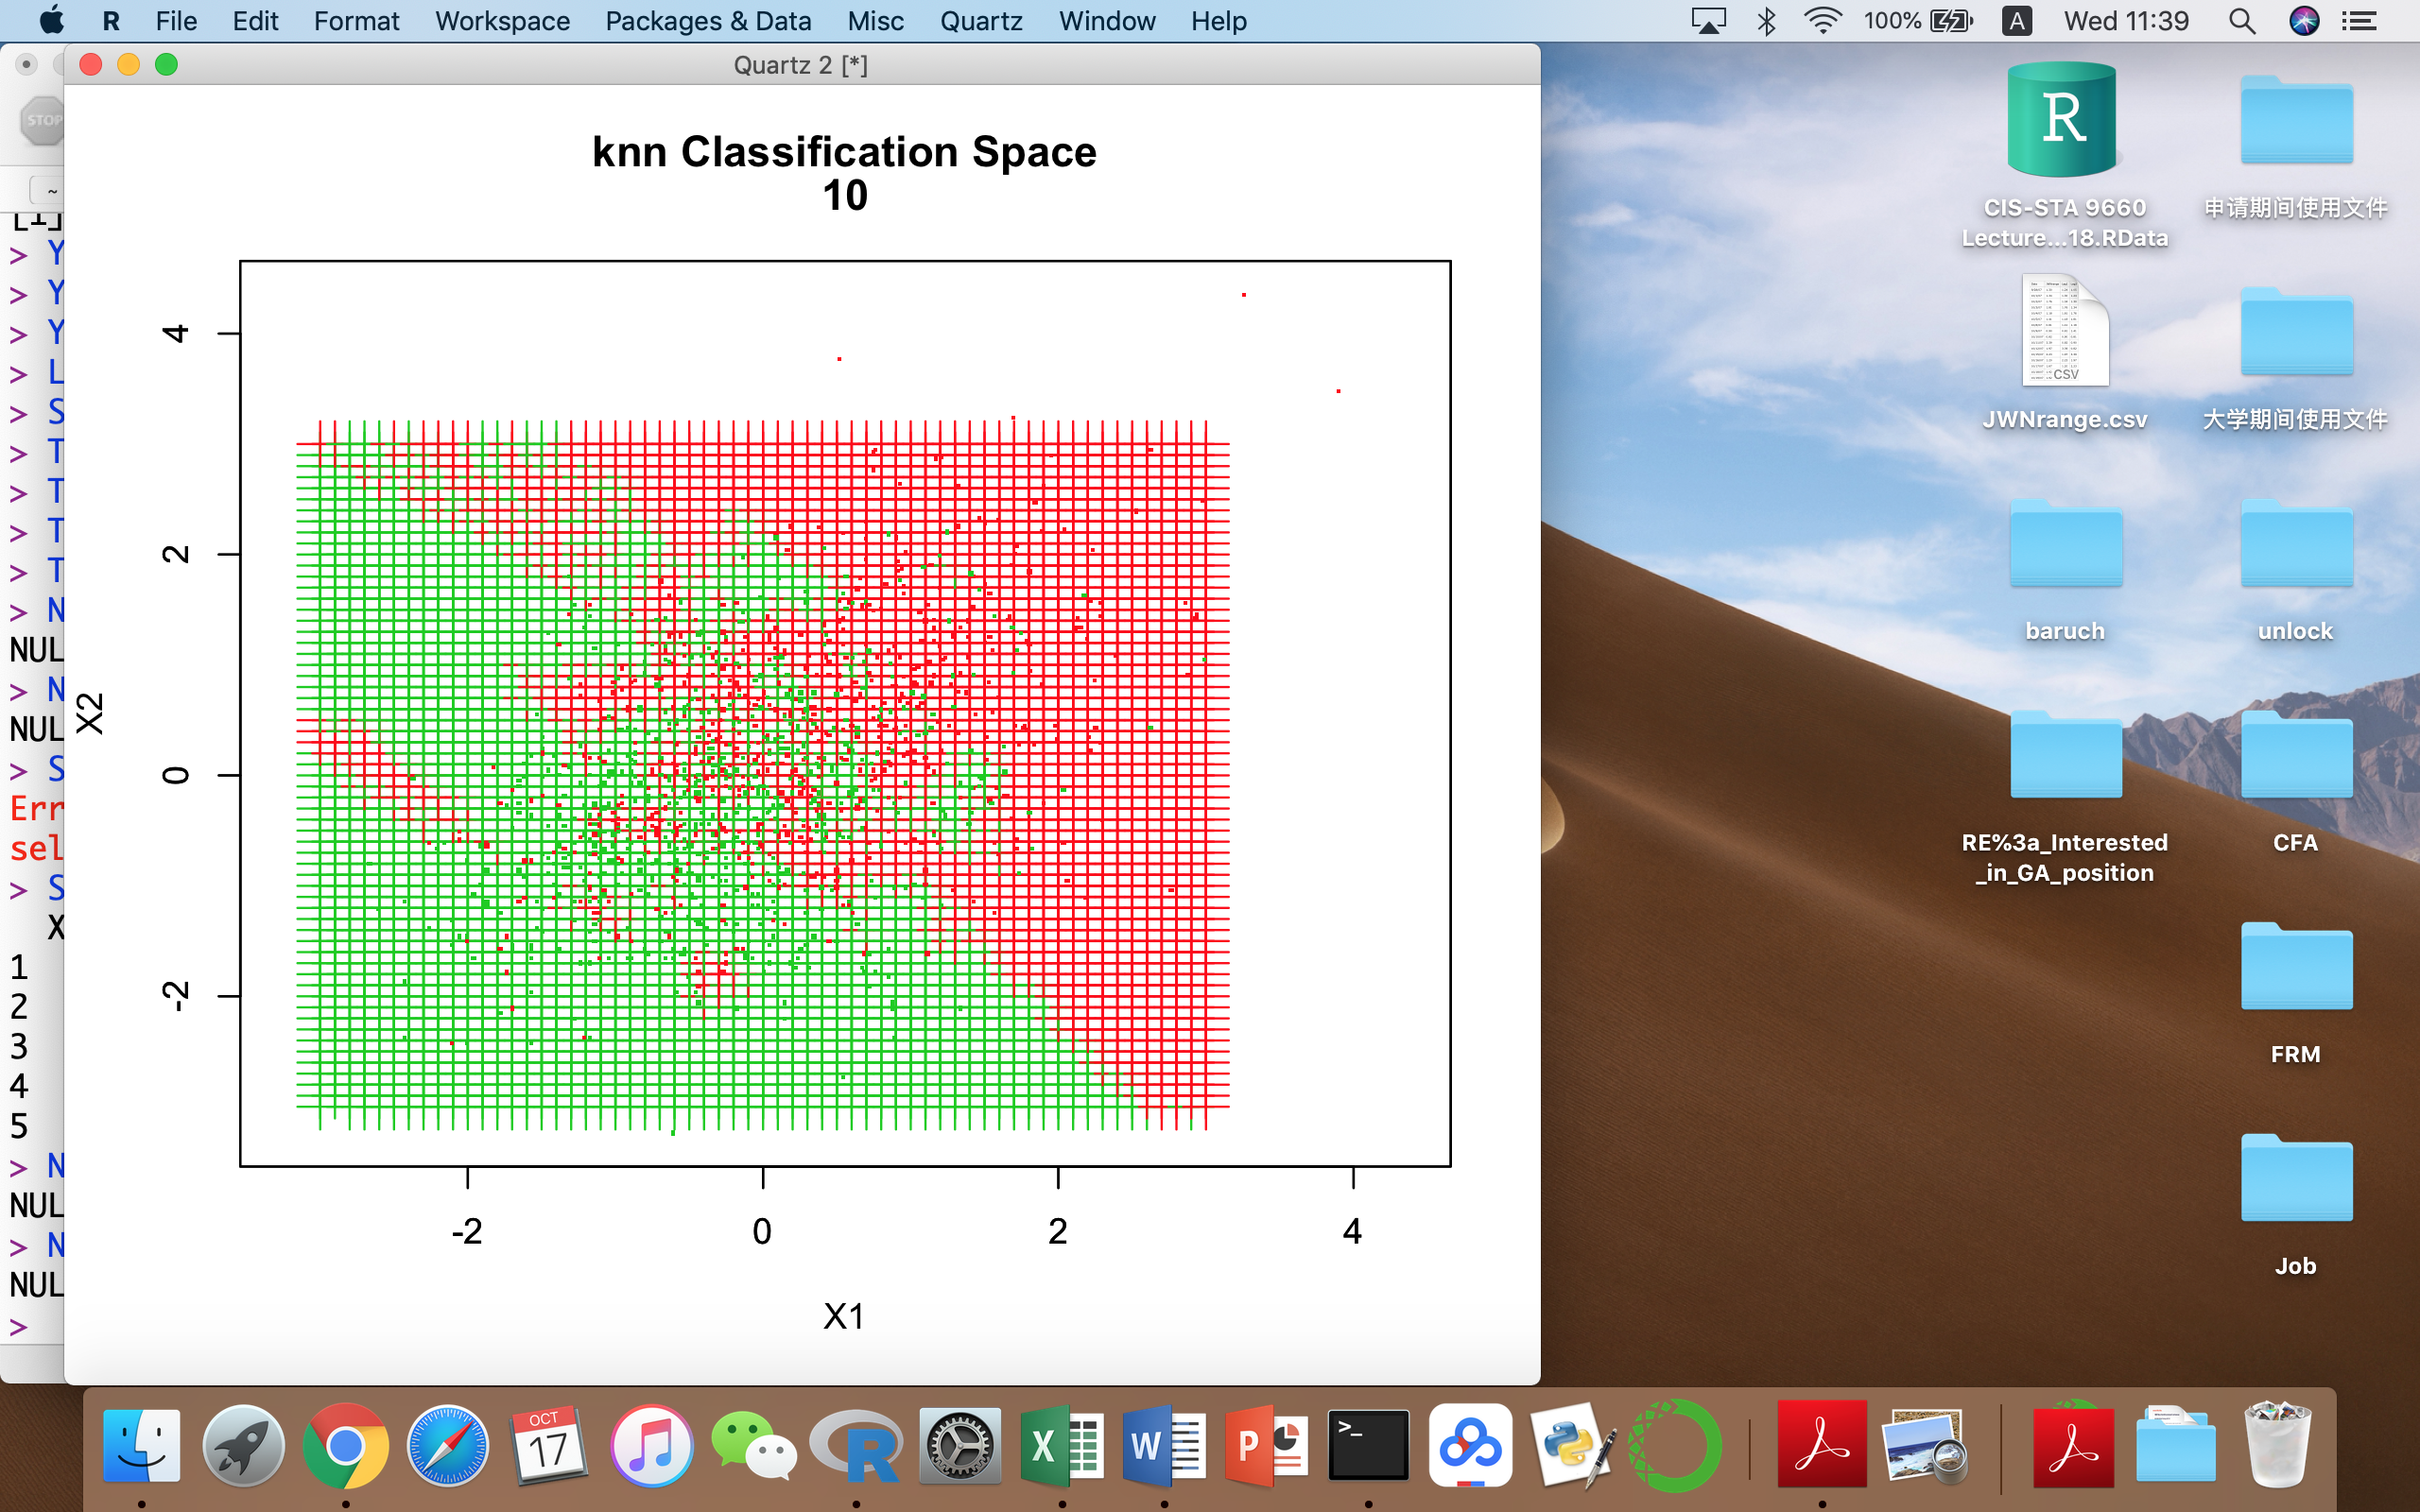 R File Edit Format Workspace Packages & Data Misc Quartz Window Help 100% A Wed 11:39
Quartz 2 [*]
STOP
~
[1]
> Y
> Y
> Y
> L
> S
> T
> T
> T
> T
> N
NUL
> N
NUL
> S
Err
sel
> S
X
1
2
3
4
5
> N
NUL
> N
NUL
>
knn Classification Space
10
4
2
0
-2
X2
-2 0 2 4
X1
R
CIS-STA 9660
Lecture...18.RData
申请期间使用文件
CSV
JWNrange.csv
大学期间使用文件
baruch
unlock
RE%3a_Interested
_in_GA_position
CFA
FRM
Job
OCT
17
R
X
W
P
>_